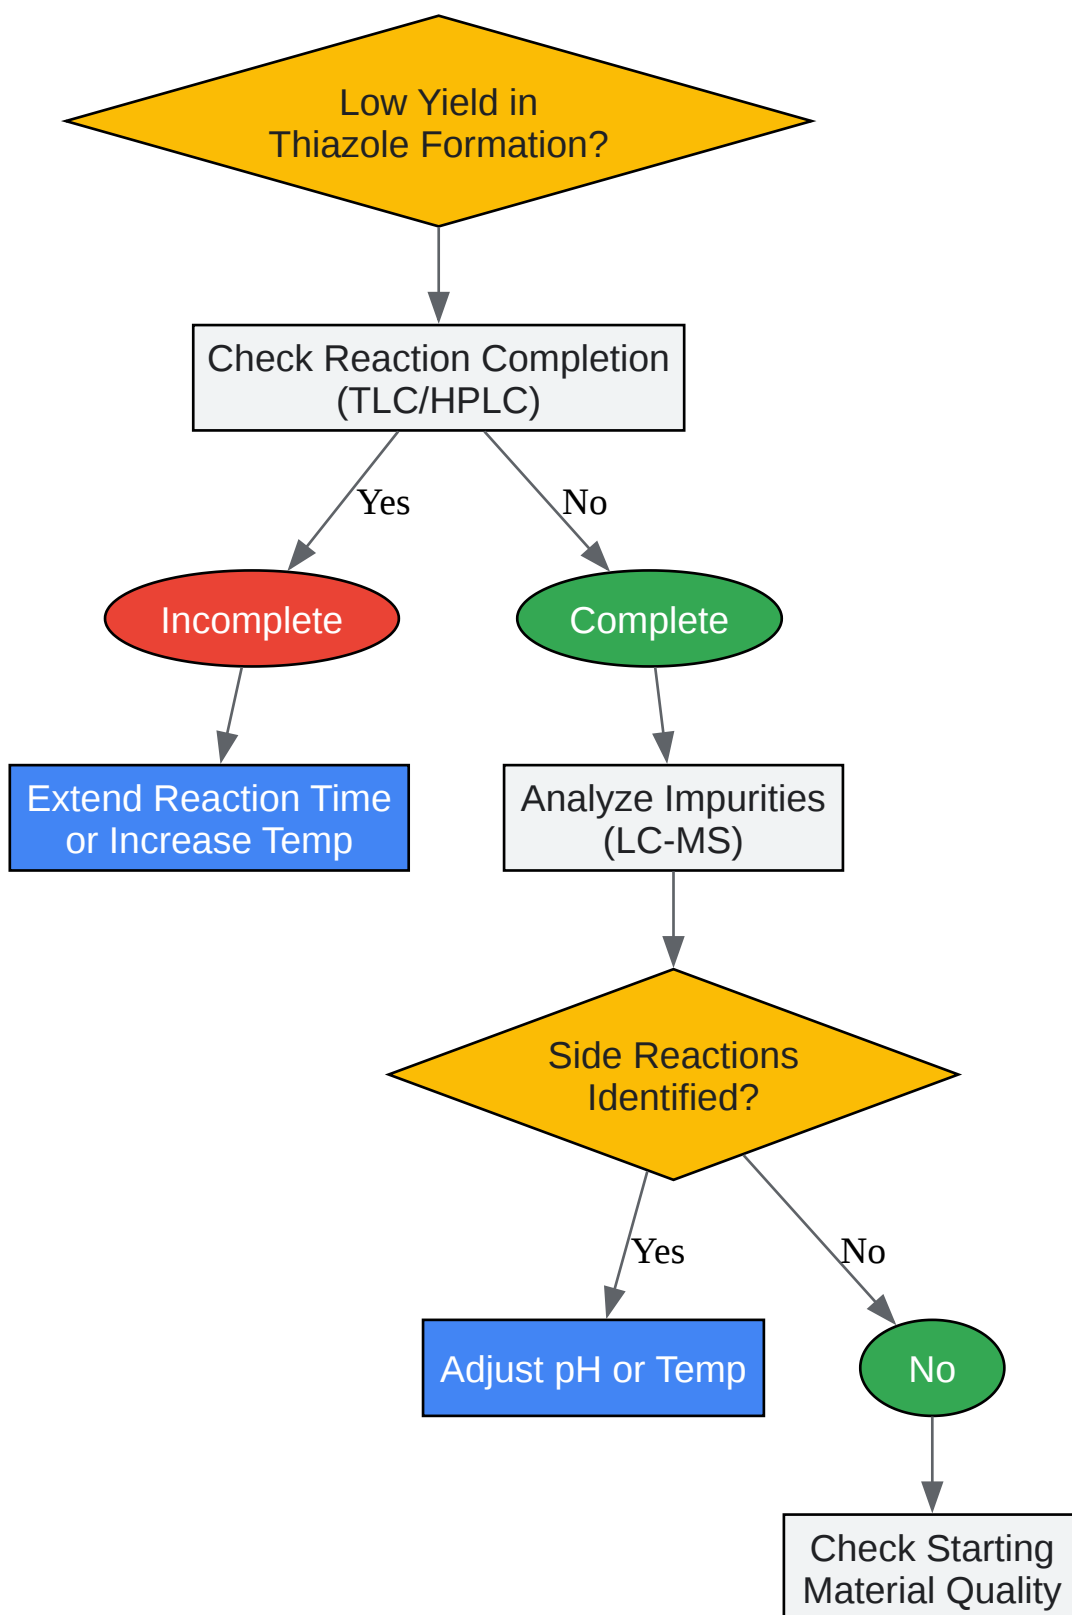 Low Yield in
Thiazole Formation?
Check Reaction Completion
(TLC/HPLC)
Yes
No
Incomplete
Complete
Extend Reaction Time
or Increase Temp
Analyze Impurities
(LC-MS)
Side Reactions
Identified?
Yes
No
Adjust pH or Temp
No
Check Starting
Material Quality